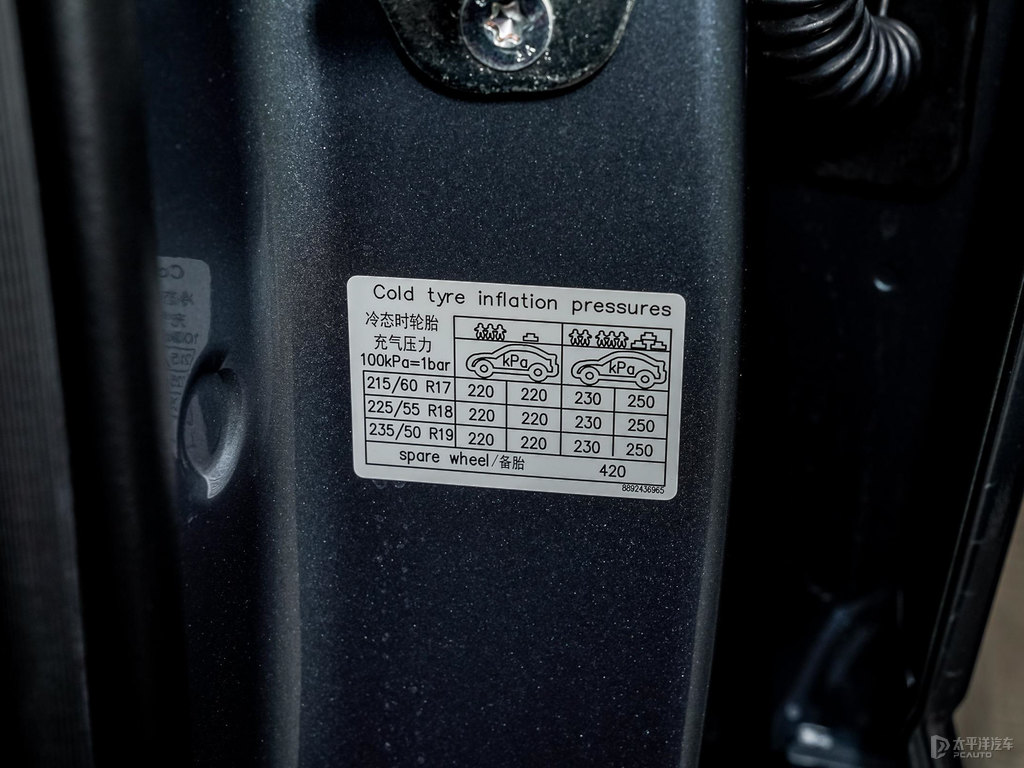 Cold tyre inflation pressures
冷态时轮胎
充气压力
100kPa=1bar
kPa kPa
215/60 R17 220 220 230 250
225/55 R18 220 220 230 250
235/50 R19 220 220 230 250
spare wheel/备胎 420
8892436965
太平洋汽车
PCAUTO